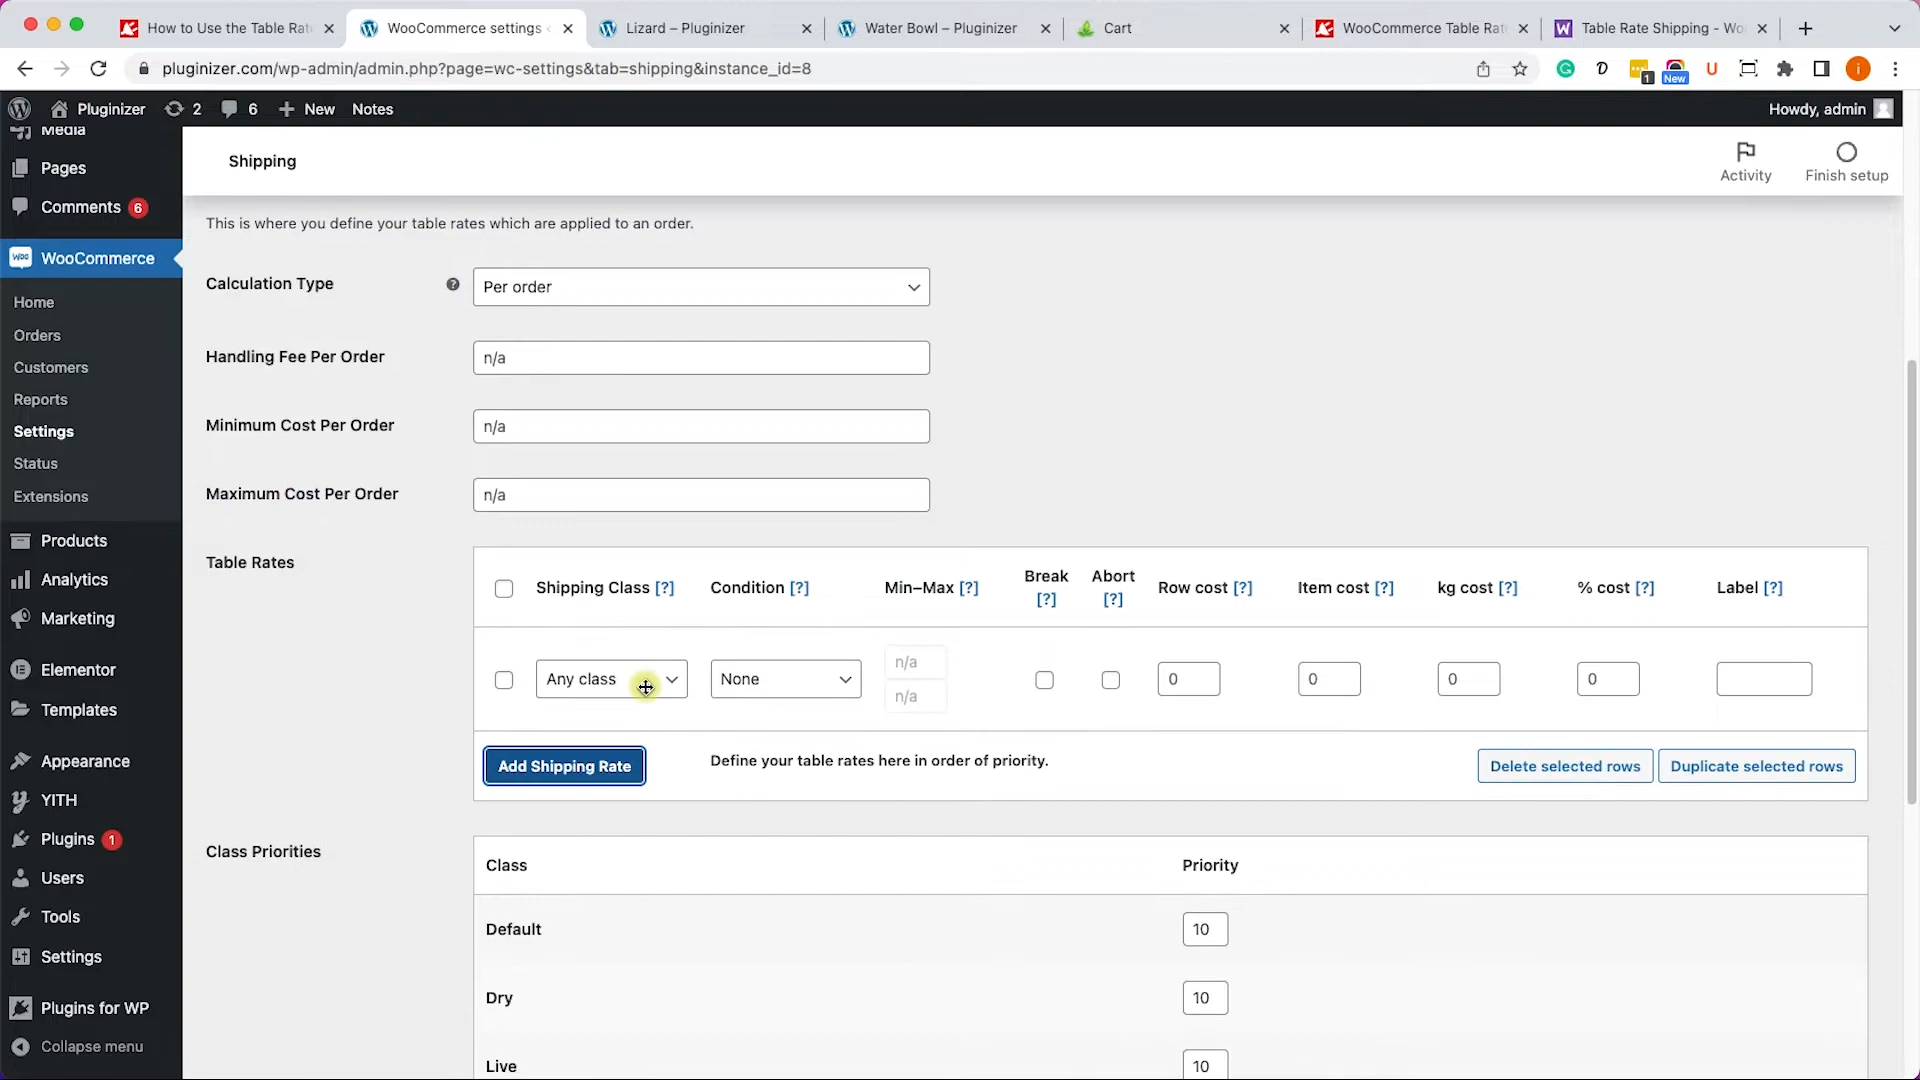 How to Use the Table Rat
WooCommerce settings
Lizard – Pluginizer
Water Bowl – Pluginizer
Cart
WooCommerce Table Rat
Table Rate Shipping - Wo
pluginizer.com/wp-admin/admin.php?page=wc-settings&tab=shipping&instance_id=8
1
New
i
Pluginizer
2
6
New
Notes
Howdy, admin
Media
Pages
Comments 6
WooCommerce
Home
Orders
Customers
Reports
Settings
Status
Extensions
Products
Analytics
Marketing
Elementor
Templates
Appearance
YITH
Plugins 1
Users
Tools
Settings
Plugins for WP
Collapse menu
Shipping
Activity
Finish setup
This is where you define your table rates which are applied to an order.
Calculation Type
Per order
Handling Fee Per Order
n/a
Minimum Cost Per Order
n/a
Maximum Cost Per Order
n/a
Table Rates
Shipping Class [?]
Condition [?]
Min–Max [?]
Break [?]
Abort [?]
Row cost [?]
Item cost [?]
kg cost [?]
% cost [?]
Label [?]
Any class
None
n/a
n/a
0
0
0
0
Add Shipping Rate
Define your table rates here in order of priority.
Delete selected rows
Duplicate selected rows
Class Priorities
Class
Priority
Default
10
Dry
10
Live
10